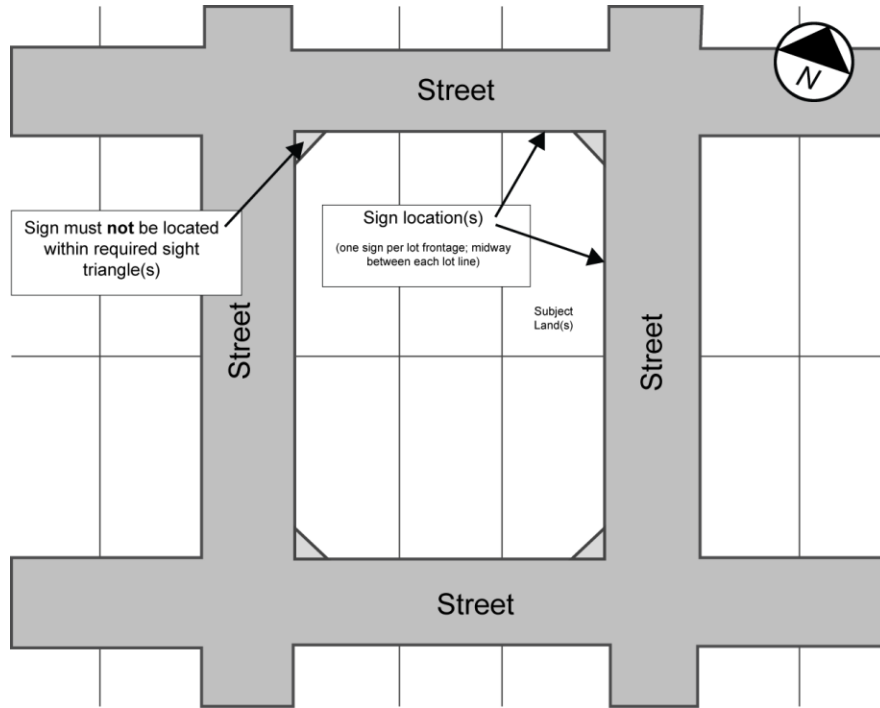 Street
N
Sign must not be located
within required sight
triangle(s)
Sign location(s)
(one sign per lot frontage; midway
between each lot line)
Subject
Land(s)
Street
Street
Street